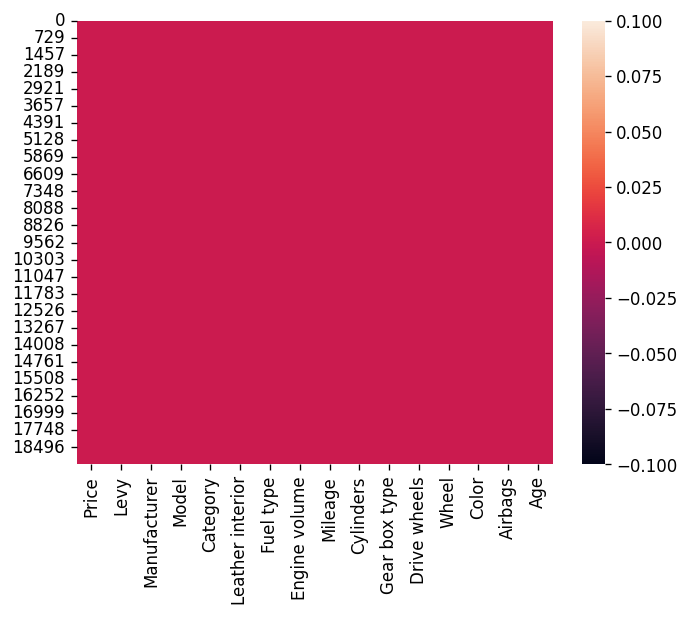 0
729
1457
2189
2921
3657
4391
5128
5869
6609
7348
8088
8826
9562
10303
11047
11783
12526
13267
14008
14761
15508
16252
16999
17748
18496
Price
Levy
Manufacturer
Model
Category
Leather interior
Fuel type
Engine volume
Mileage
Cylinders
Gear box type
Drive wheels
Wheel
Color
Airbags
Age
0.100
0.075
0.050
0.025
0.000
−0.025
−0.050
−0.075
−0.100